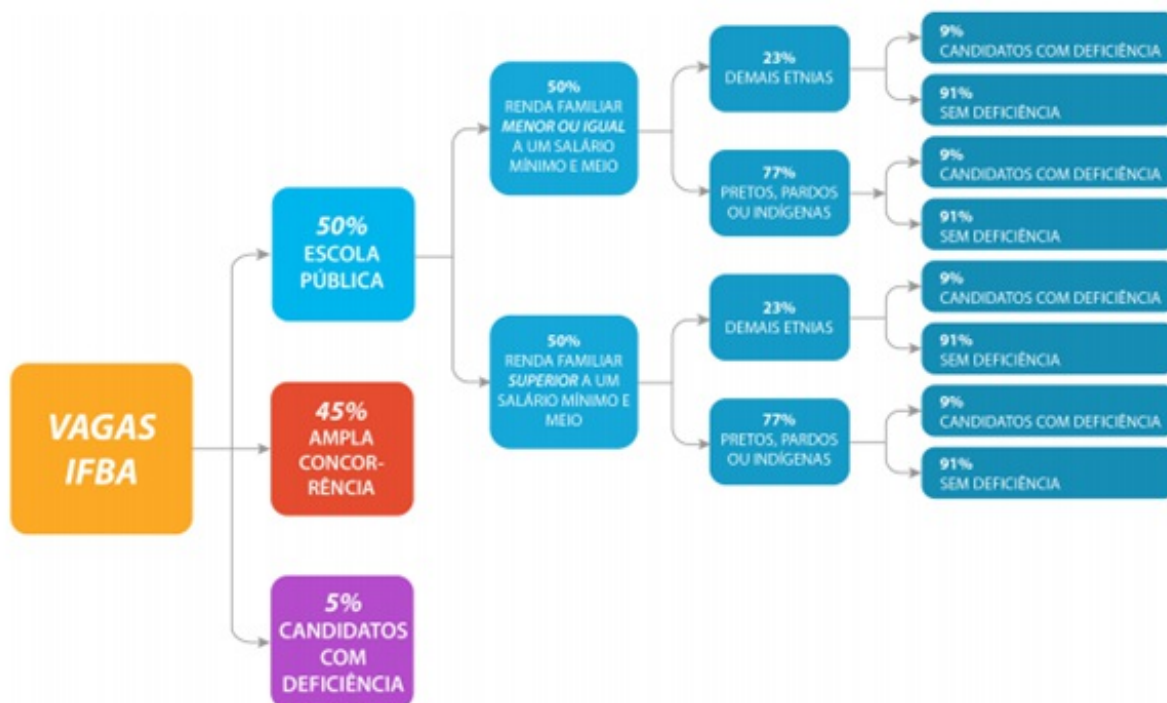 VAGAS
IFBA
50%
ESCOLA
PÚBLICA
45%
AMPLA
CONCOR-
RÊNCIA
5%
CANDIDATOS
COM
DEFICIÊNCIA
50%
RENDA FAMILIAR
MENOR OU IGUAL
A UM SALÁRIO
MÍNIMO E MEIO
50%
RENDA FAMILIAR
SUPERIOR A UM
SALÁRIO MÍNIMO E
MEIO
23%
DEMAIS ETNIAS
77%
PRETOS, PARDOS
OU INDÍGENAS
23%
DEMAIS ETNIAS
77%
PRETOS, PARDOS
OU INDÍGENAS
9%
CANDIDATOS COM DEFICIÊNCIA
91%
SEM DEFICIÊNCIA
9%
CANDIDATOS COM DEFICIÊNCIA
91%
SEM DEFICIÊNCIA
9%
CANDIDATOS COM DEFICIÊNCIA
91%
SEM DEFICIÊNCIA
9%
CANDIDATOS COM DEFICIÊNCIA
91%
SEM DEFICIÊNCIA